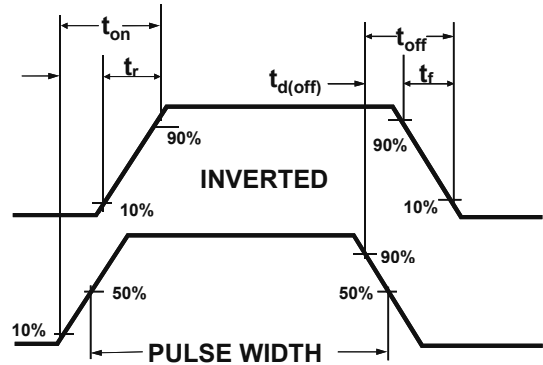 ton
toff
tr
td(off)
tf
90%
90%
INVERTED
10%
10%
90%
50%
50%
10%
PULSE WIDTH